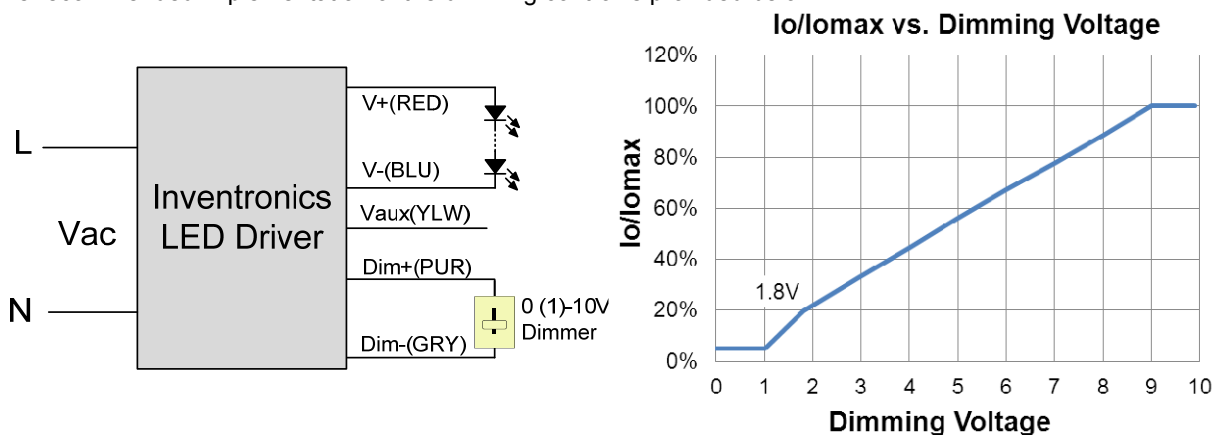 Io/Iomax vs. Dimming Voltage
L
N
Vac
Inventronics
LED Driver
V+(RED)
V-(BLU)
Vaux(YLW)
Dim+(PUR)
Dim-(GRY)
0 (1)-10V
Dimmer
Io/Iomax
120%
100%
80%
60%
40%
20%
0%
1.8V
0 1 2 3 4 5 6 7 8 9 10
Dimming Voltage